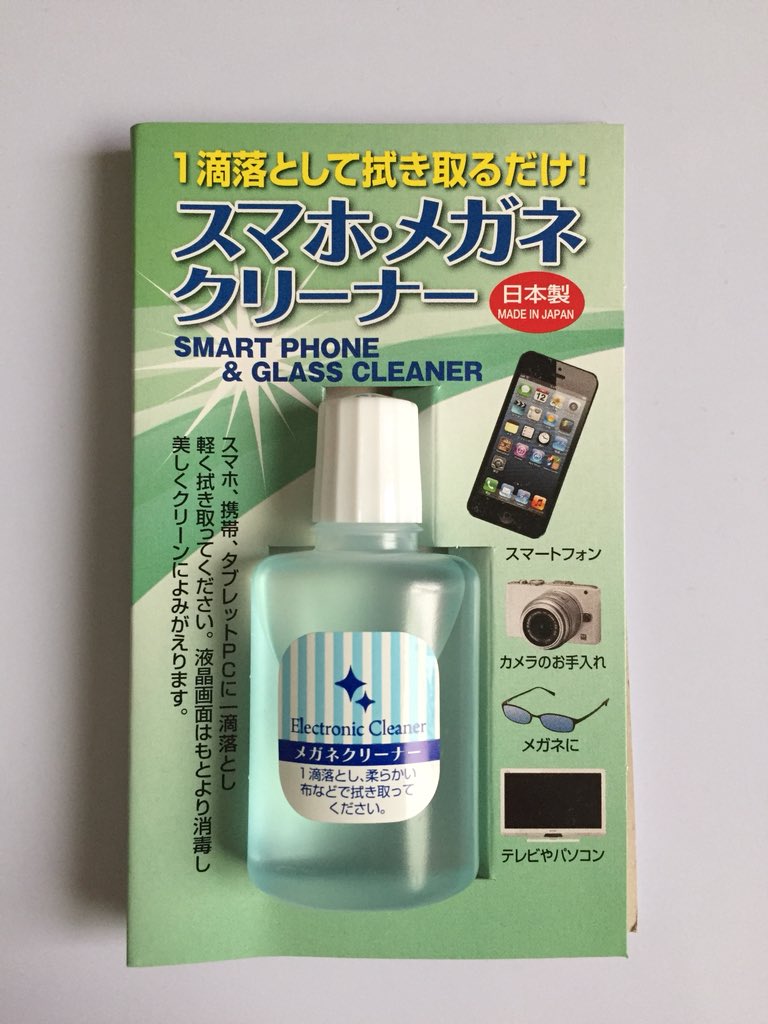 1滴落として拭き取るだけ!
スマホ・メガネ
クリーナー
日本製
MADE IN JAPAN
SMART PHONE
& GLASS CLEANER
スマホ、携帯、タブレットPCに一滴落とし
軽く拭き取ってください。液晶画面はもとより消毒し
美しくクリーンによみがえります。
スマートフォン
カメラのお手入れ
メガネに
テレビやパソコン
Electronic Cleaner
メガネクリーナー
1滴落とし、柔らかい
布などで拭き取って
ください。
12